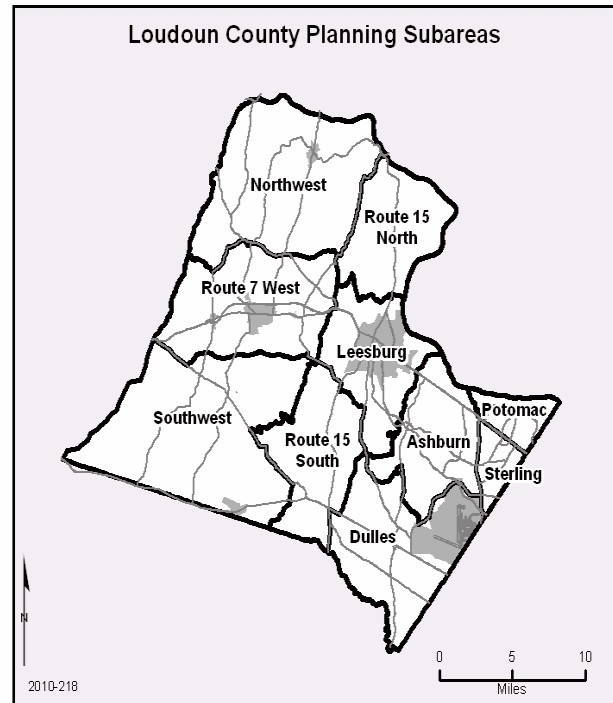 Loudoun County Planning Subareas
Northwest
Route 15
North
Route 7 West
Leesburg
Southwest
Potomac
Route 15
South
Ashburn
Sterling
Dulles
N
0 5 10
Miles
2010-218